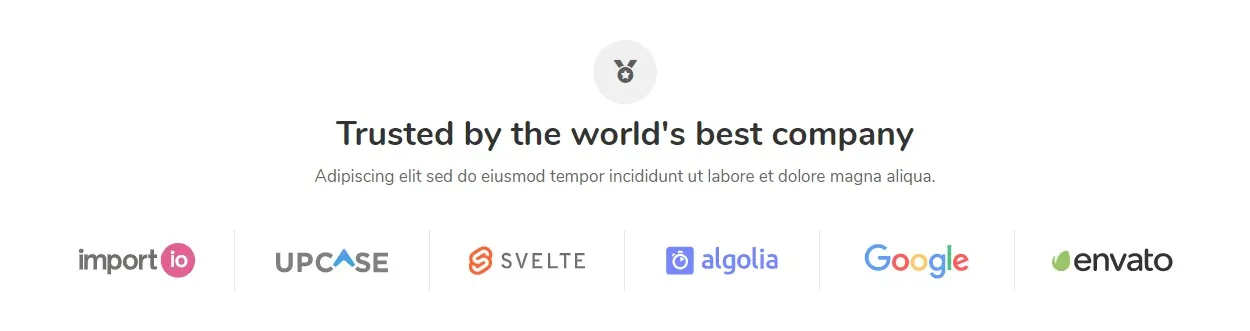 Trusted by the world's best company
Adipiscing elit sed do eiusmod tempor incididunt ut labore et dolore magna aliqua.
import io UPCASE SVELTE algolia Google envato